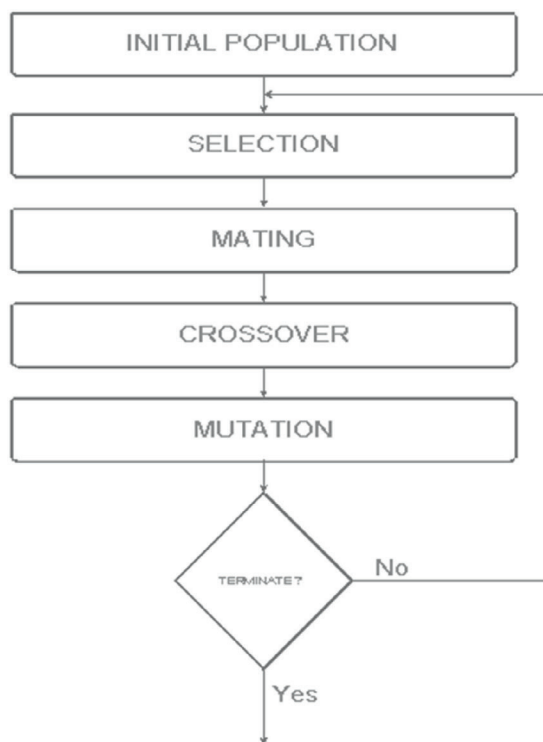 INITIAL POPULATION
SELECTION
MATING
CROSSOVER
MUTATION
TERMINATE?
No
Yes